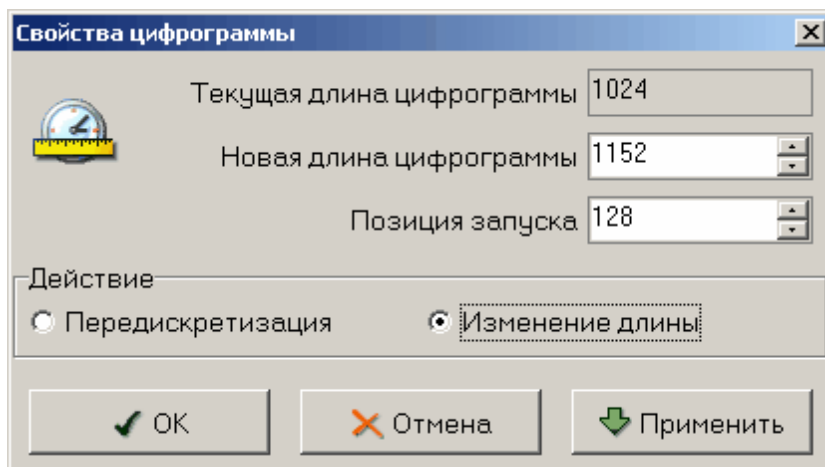 Свойства цифрограммы
Текущая длина цифрограммы 1024
Новая длина цифрограммы 1152
Позиция запуска 128
Действие
Передискретизация Изменение длины
OK Отмена Применить